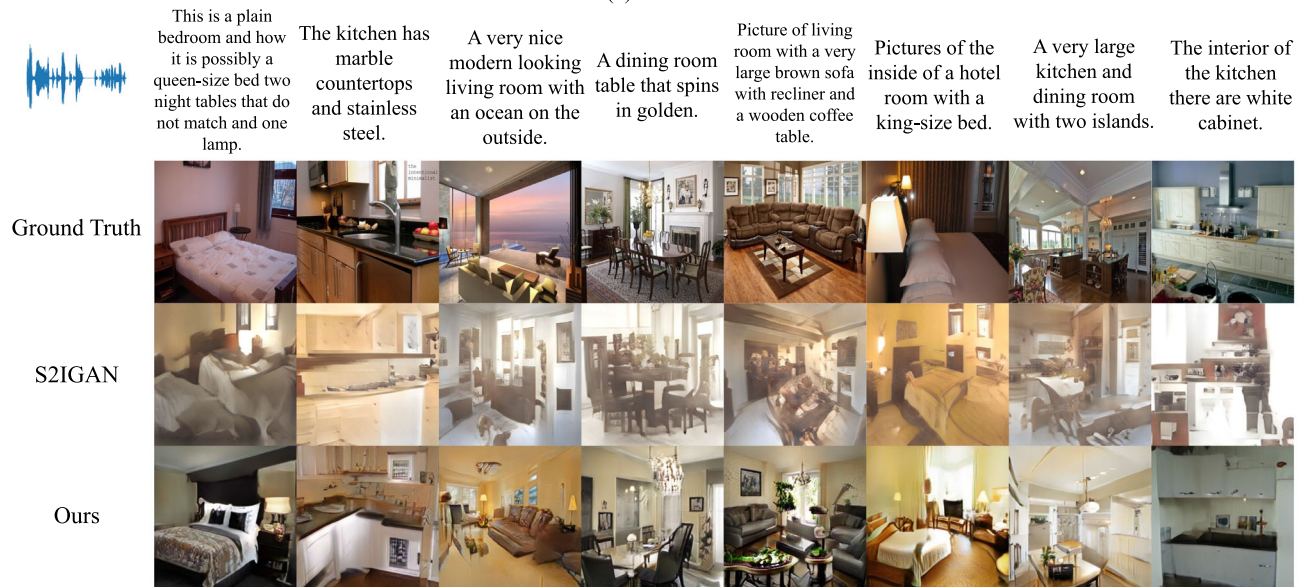 This is a plain
bedroom and how
it is possibly a
queen-size bed two
night tables that do
not match and one
lamp.
The kitchen has
marble
countertops
and stainless
steel.
A very nice
modern looking
living room with
an ocean on the
outside.
A dining room
table that spins
in golden.
Picture of living
room with a very
large brown sofa
with recliner and
a wooden coffee
table.
Pictures of the
inside of a hotel
room with a
king-size bed.
A very large
kitchen and
dining room
with two islands.
The interior of
the kitchen
there are white
cabinet.
Ground Truth
the
intentional
minimalist
S2IGAN
Ours